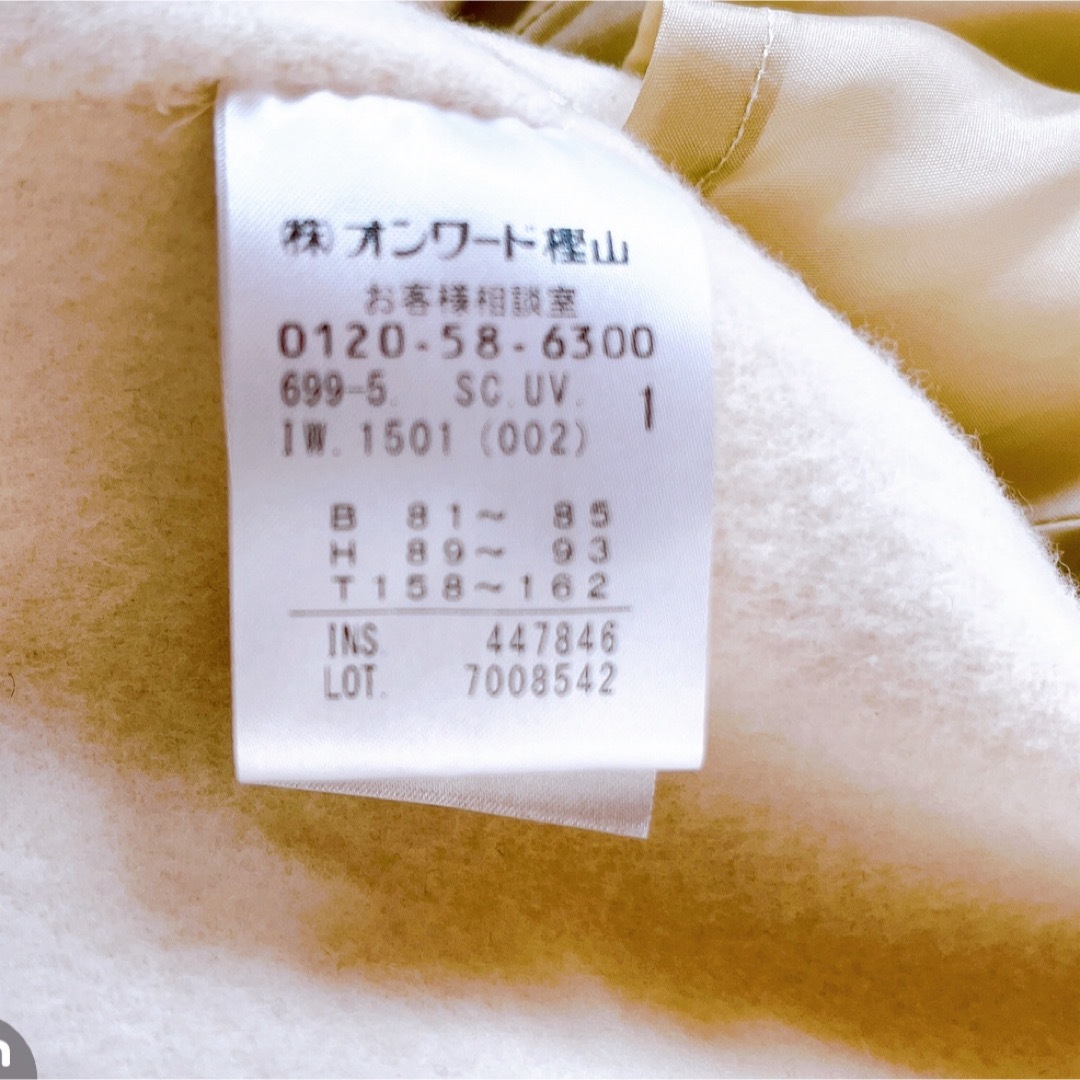 ㈱オンワード樫山
お客様相談室
0120-58-6300
699-5. SC.UV. 1
IW.1501 (002)
B 81～ 85
H 89～ 93
T158～162
INS. 447846
LOT. 7008542